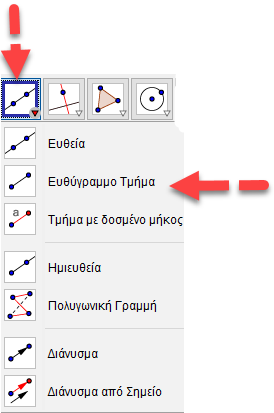 Ευθεία
Ευθύγραμμο Τμήμα
a
Τμήμα με δοσμένο μήκος
Ημιευθεία
Πολυγωνική Γραμμή
Διάνυσμα
Διάνυσμα από Σημείο